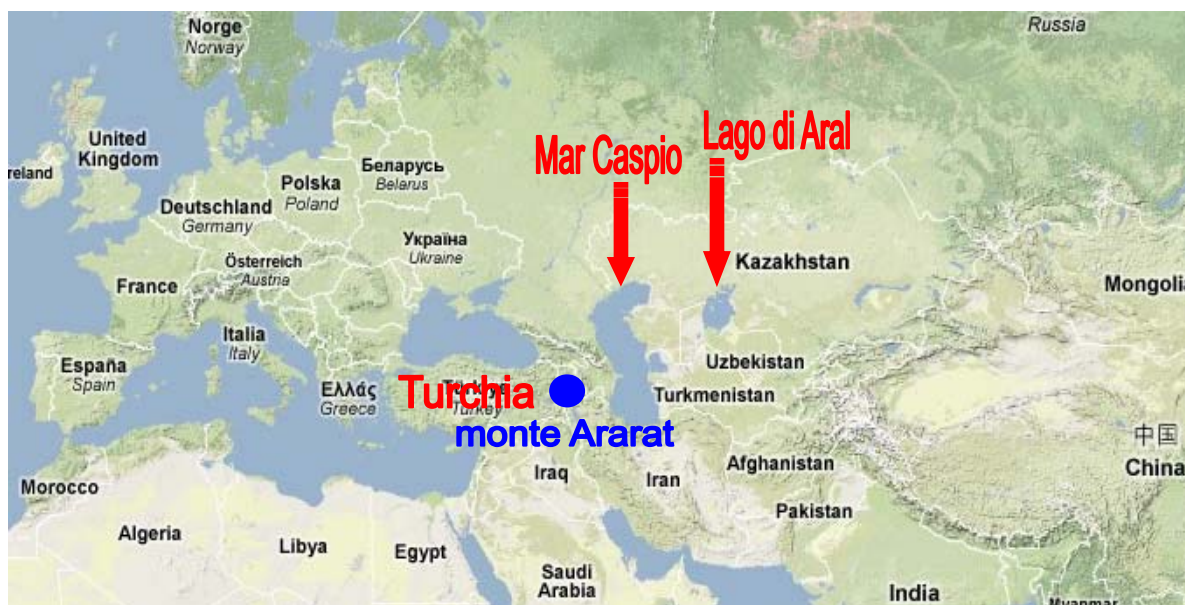 Norge
Norway
Russia
United
Kingdom
reland
Mar Caspio
Lago di Aral
Беларусь
Belarus
Polska
Poland
Deutschland
Germany
Україна
Ukraine
Österreich
Austria
France
Kazakhstan
Mongoli
Italia
Italy
España
Spain
Uzbekistan
Ελλάς
Greece
Turchia
Turkey
Turkmenistan
monte Ararat
中国
China
Iraq
Iran
Afghanistan
Pakistan
Morocco
Algeria
Libya
Egypt
Saudi
Arabia
India
Myanmar